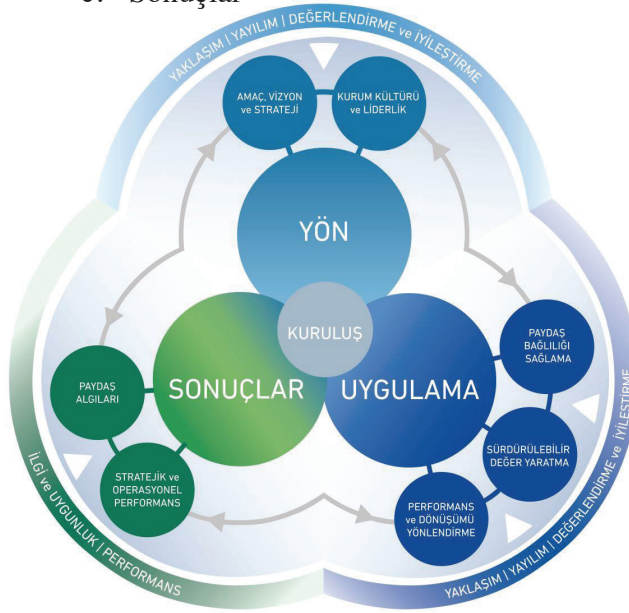 Sonuçlar
YAKLAŞIM | YAYILIM | DEĞERLENDİRME ve İYİLEŞTİRME
AMAÇ, VİZYON
ve STRATEJİ
KURUM KÜLTÜRÜ
ve LİDERLİK
YÖN
KURULUŞ
SONUÇLAR
UYGULAMA
PAYDAŞ
ALGILARI
STRATEJİK ve
OPERASYONEL
PERFORMANS
PAYDAŞ
BAĞLILIĞI
SAĞLAMA
SÜRDÜRÜLEBİLİR
DEĞER YARATMA
PERFORMANS
ve DÖNÜŞÜMÜ
YÖNLENDİRME
İLGİ ve UYGUNLUK | PERFORMANS
YAKLAŞIM | YAYILIM | DEĞERLENDİRME ve İYİLEŞTİRME